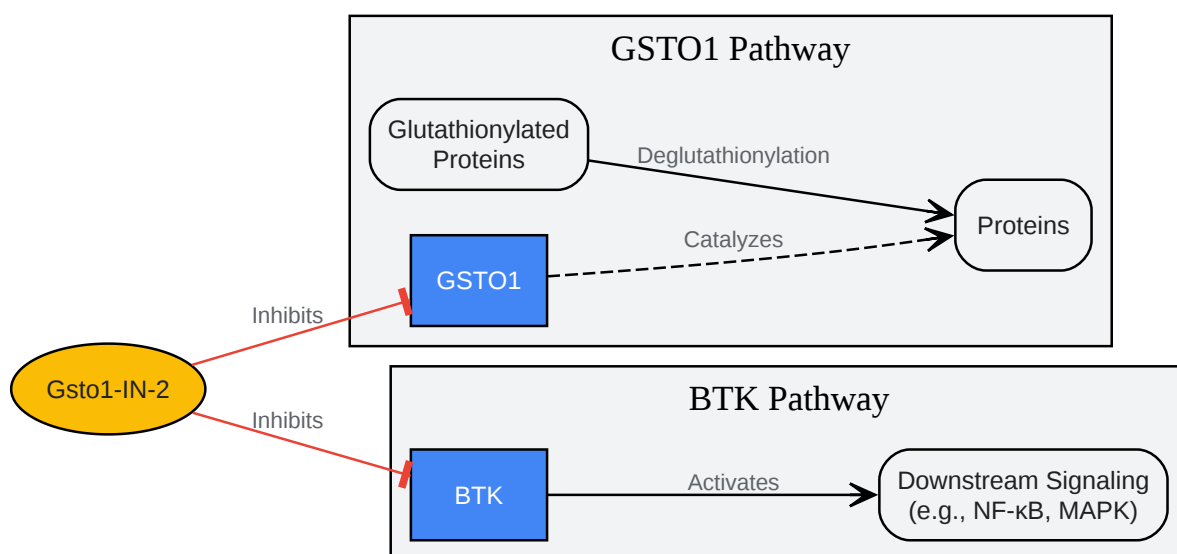 GSTO1 Pathway
Glutathionylated
Proteins
Deglutathionylation
Proteins
Catalyzes
GSTO1
Inhibits
Gsto1-IN-2
Inhibits
BTK Pathway
BTK
Activates
Downstream Signaling
(e.g., NF-κB, MAPK)